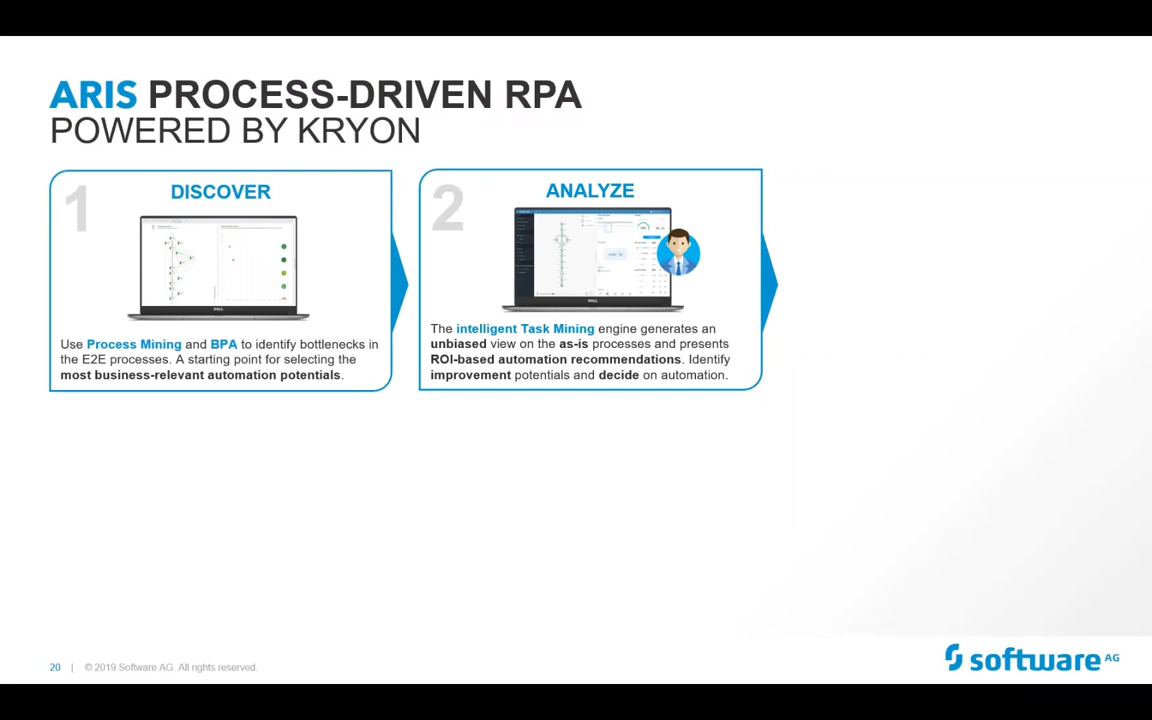 ARIS PROCESS-DRIVEN RPA
POWERED BY KRYON
1
DISCOVER
Use Process Mining and BPA to identify bottlenecks in
the E2E processes. A starting point for selecting the
most business-relevant automation potentials.
2
ANALYZE
The intelligent Task Mining engine generates an
unbiased view on the as-is processes and presents
ROI-based automation recommendations. Identify
improvement potentials and decide on automation.
20 | © 2019 Software AG. All rights reserved.
software AG